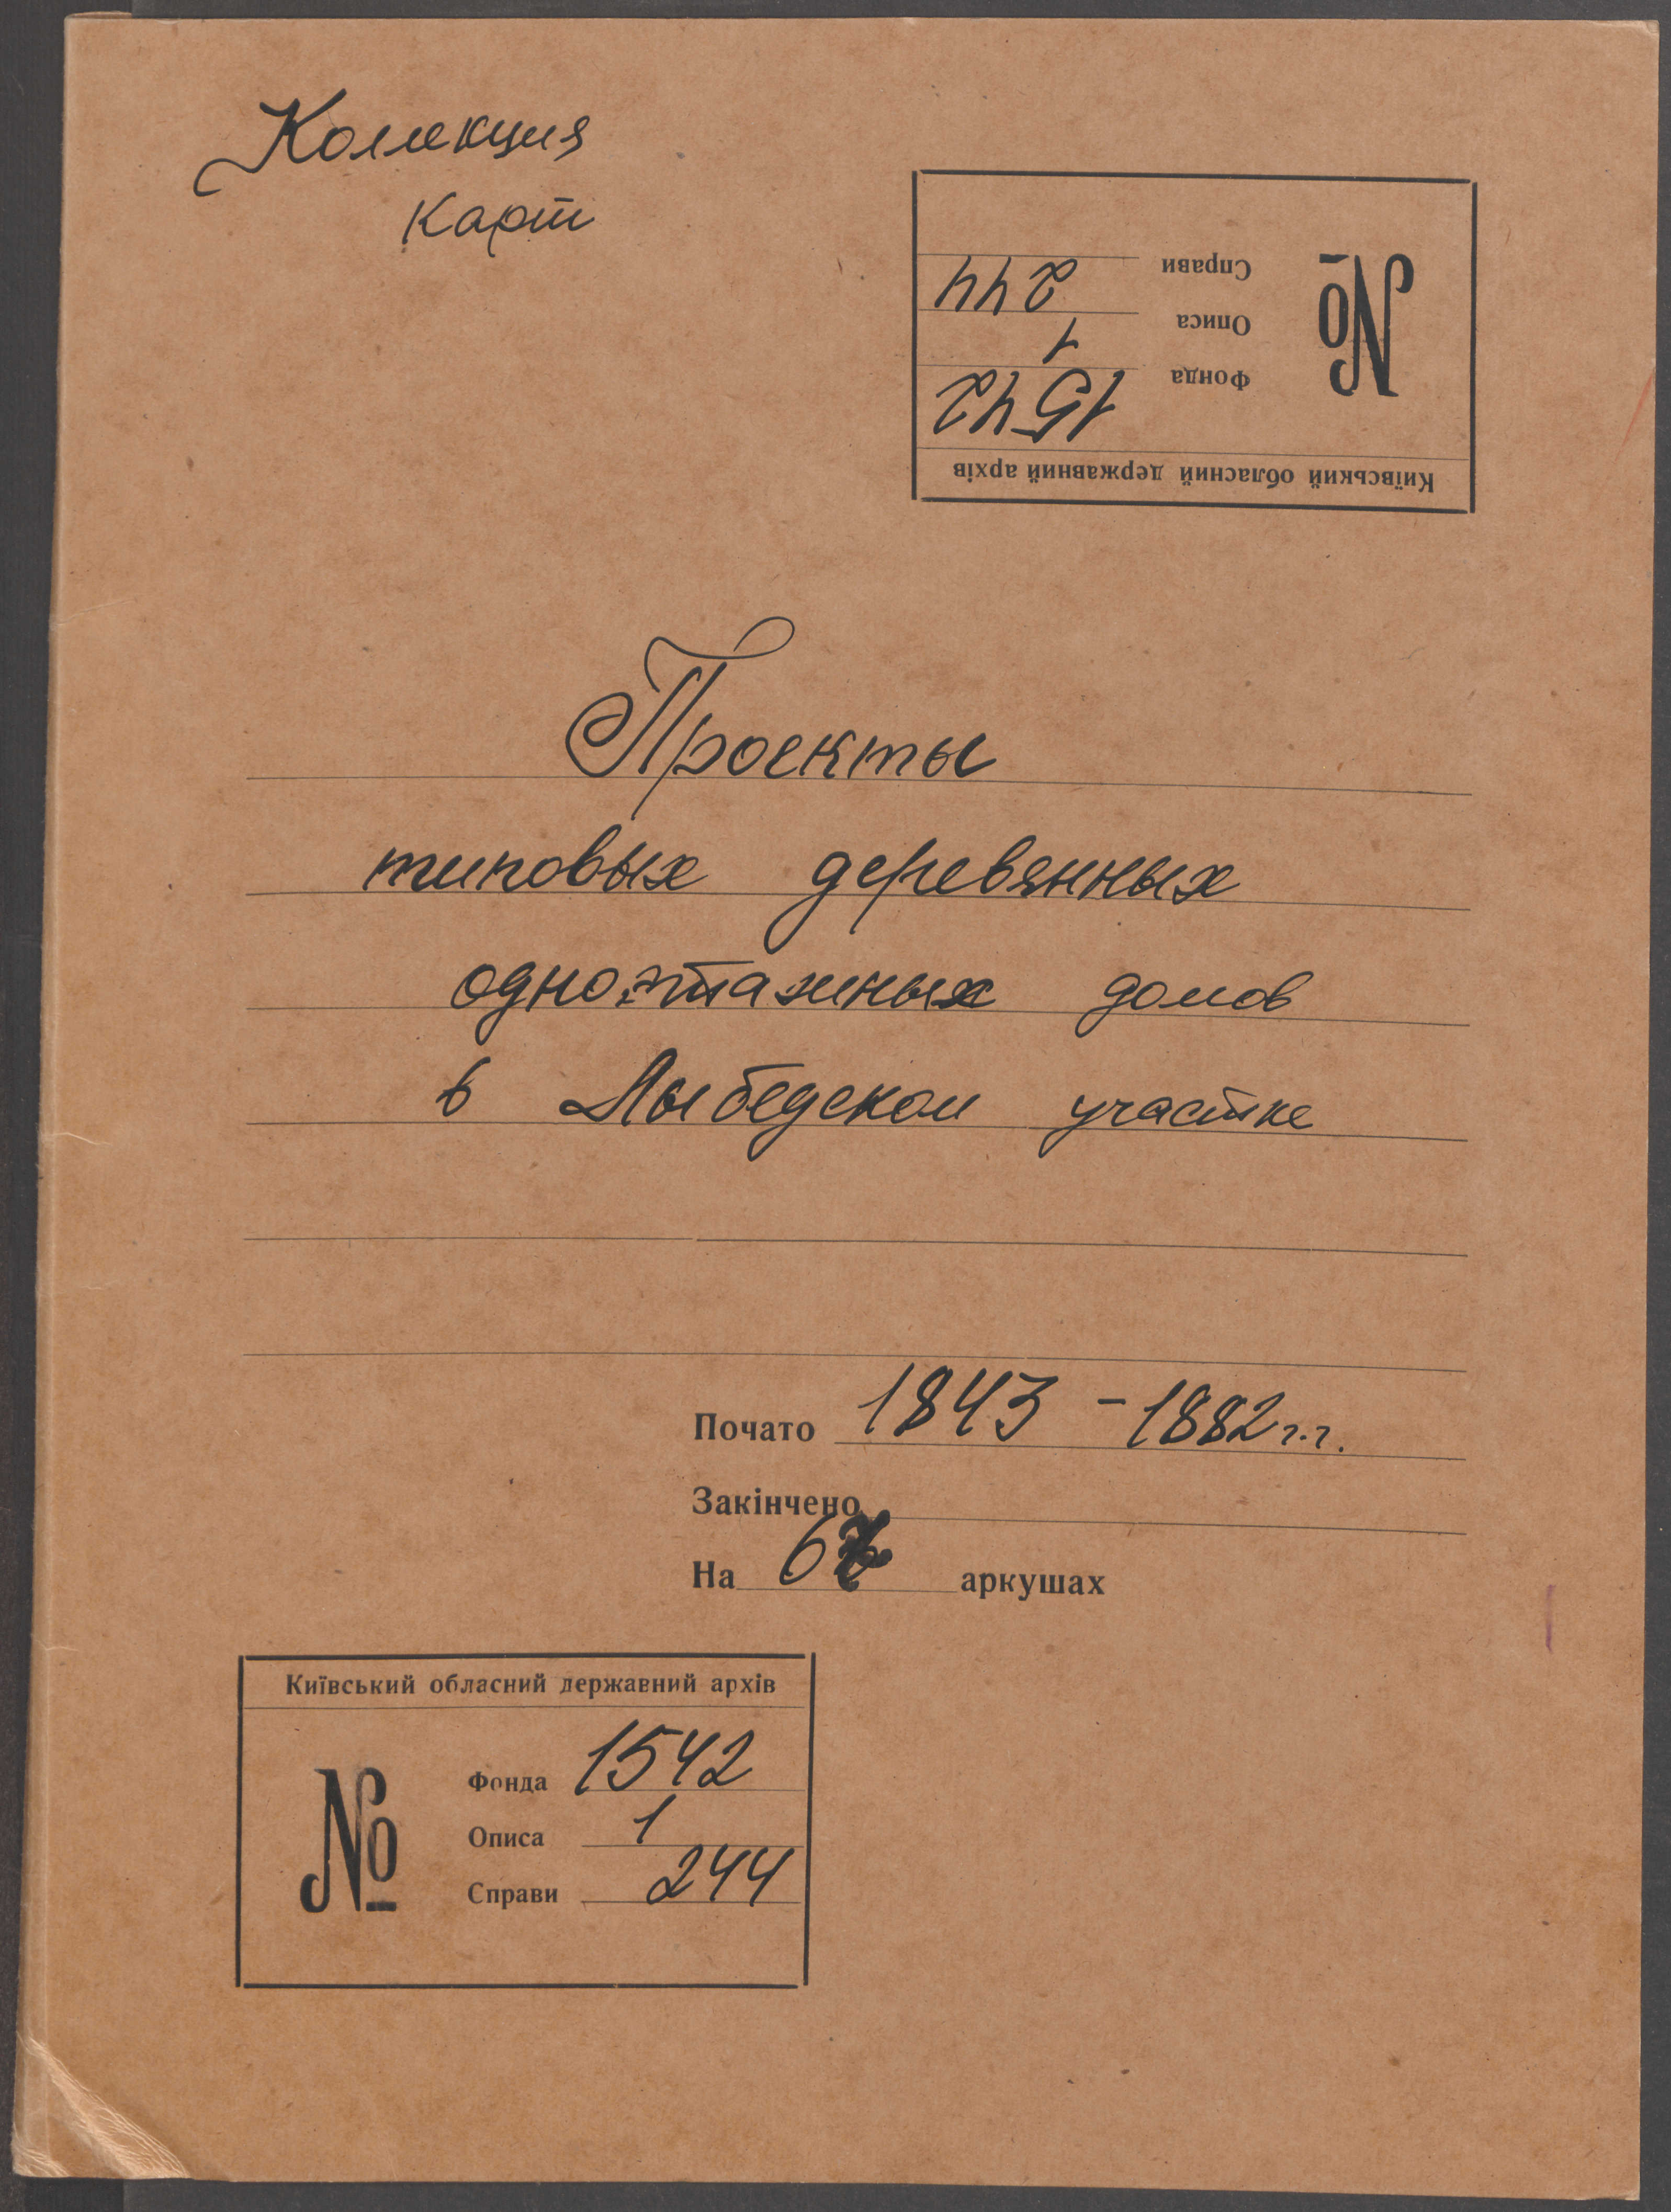 Коллекция
карт
Київський обласний державний архів
№
Фонда 1542
Описа 1
Справи 244
Проекты
типовых деревянных
одноэтажных домов
в Лыбедском участке
Почато 1843 - 1882 г.г.
Закінчено
На аркушах
Київський обласний державний архів
№
Фонда 1542
Описа 1
Справи 244